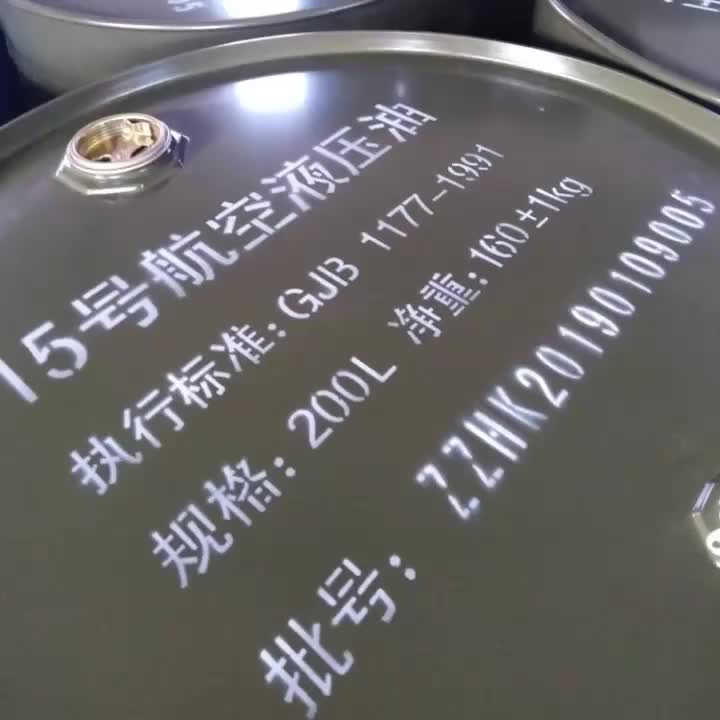 15号航空液压油
执行标准：GJB 1177-1991
规格：200L 净重：160±1kg
批号：ZZHK20190109005